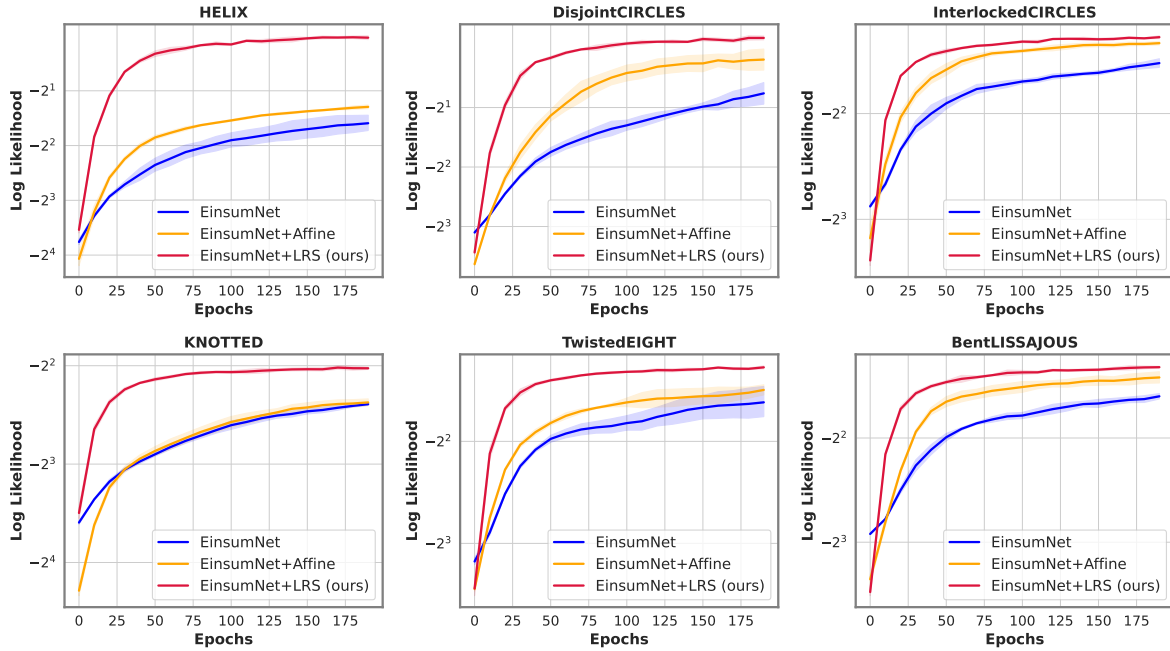 HELIX
Log Likelihood
−2^1
−2^2
−2^3
−2^4
EinsumNet
EinsumNet+Affine
EinsumNet+LRS (ours)
0 25 50 75 100 125 150 175
Epochs
DisjointCIRCLES
Log Likelihood
−2^1
−2^2
−2^3
EinsumNet
EinsumNet+Affine
EinsumNet+LRS (ours)
0 25 50 75 100 125 150 175
Epochs
InterlockedCIRCLES
Log Likelihood
−2^2
−2^3
EinsumNet
EinsumNet+Affine
EinsumNet+LRS (ours)
0 25 50 75 100 125 150 175
Epochs
KNOTTED
Log Likelihood
−2^2
−2^3
−2^4
EinsumNet
EinsumNet+Affine
EinsumNet+LRS (ours)
0 25 50 75 100 125 150 175
Epochs
TwistedEIGHT
Log Likelihood
−2^2
−2^3
EinsumNet
EinsumNet+Affine
EinsumNet+LRS (ours)
0 25 50 75 100 125 150 175
Epochs
BentLISSAJOUS
Log Likelihood
−2^2
−2^3
EinsumNet
EinsumNet+Affine
EinsumNet+LRS (ours)
0 25 50 75 100 125 150 175
Epochs